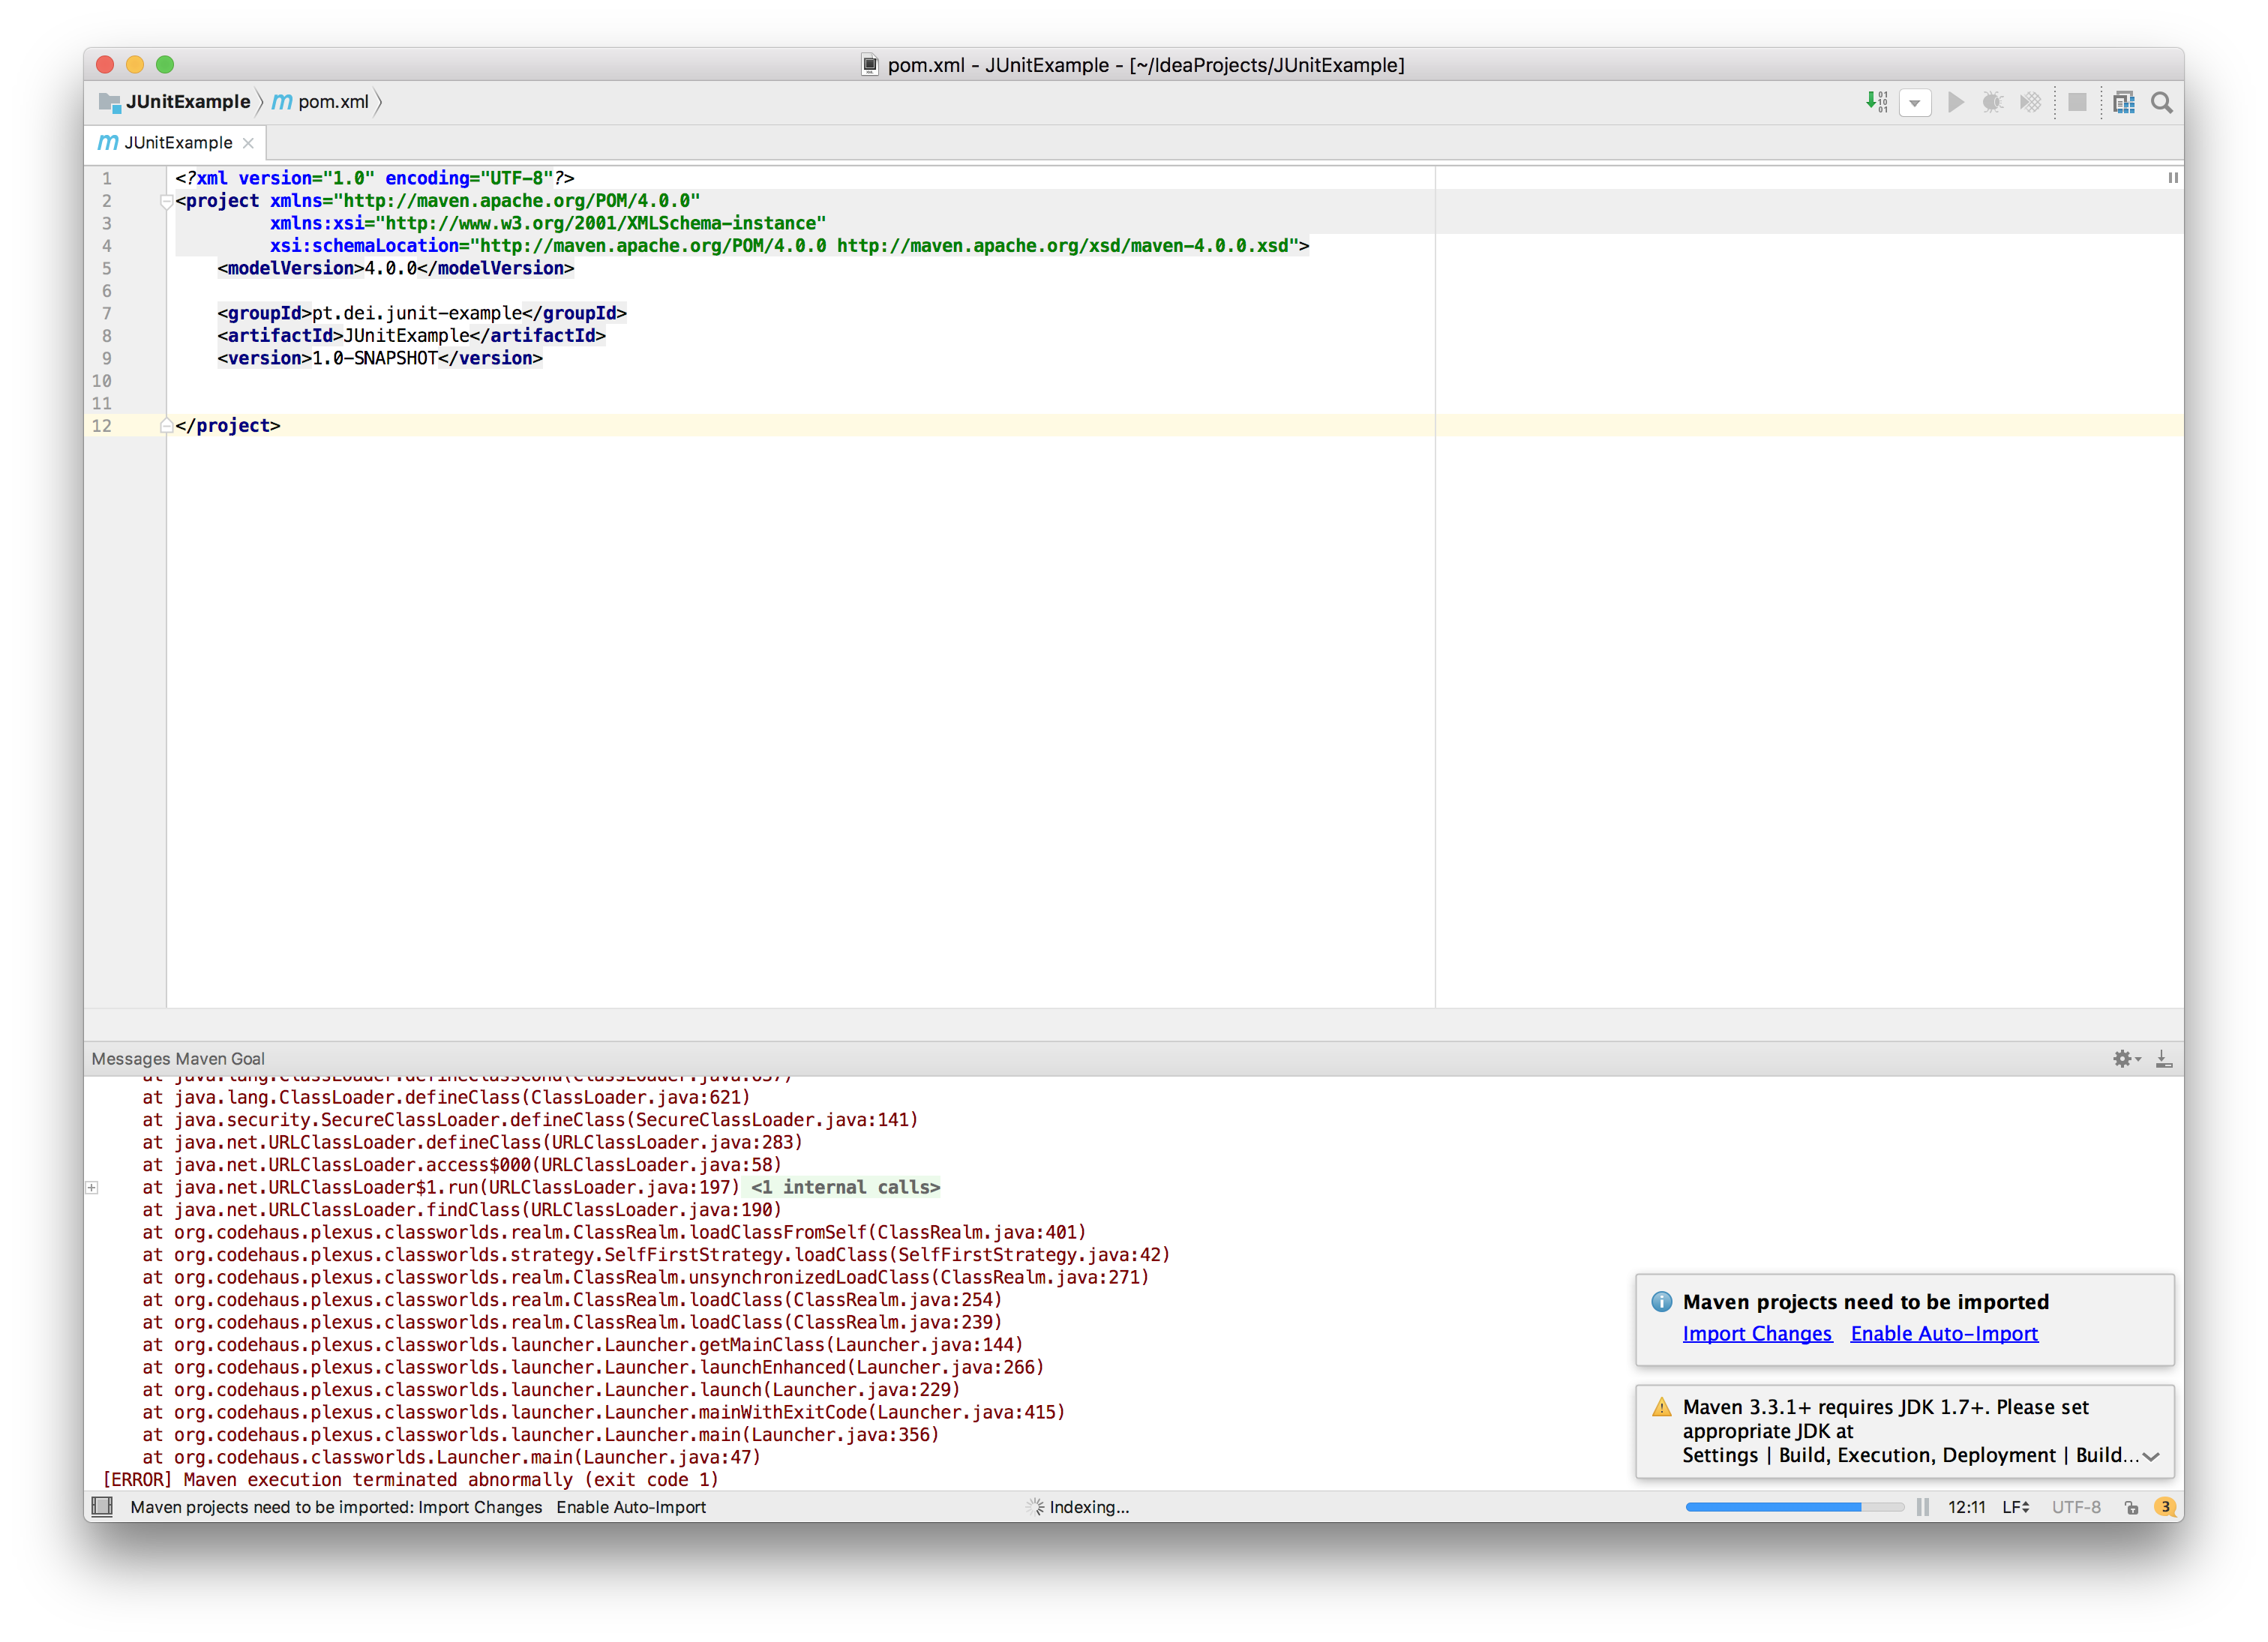 pom.xml - JUnitExample - [~/IdeaProjects/JUnitExample]
JUnitExample pom.xml
JUnitExample
1 <?xml version="1.0" encoding="UTF-8"?>
2 <project xmlns="http://maven.apache.org/POM/4.0.0"
3 xmlns:xsi="http://www.w3.org/2001/XMLSchema-instance"
4 xsi:schemaLocation="http://maven.apache.org/POM/4.0.0 http://maven.apache.org/xsd/maven-4.0.0.xsd">
5 <modelVersion>4.0.0</modelVersion>
6
7 <groupId>pt.dei.junit-example</groupId>
8 <artifactId>JUnitExample</artifactId>
9 <version>1.0-SNAPSHOT</version>
10
11
12 </project>
Messages Maven Goal
at java.lang.ClassLoader.defineClassCond(ClassLoader.java:637)
at java.lang.ClassLoader.defineClass(ClassLoader.java:621)
at java.security.SecureClassLoader.defineClass(SecureClassLoader.java:141)
at java.net.URLClassLoader.defineClass(URLClassLoader.java:283)
at java.net.URLClassLoader.access$000(URLClassLoader.java:58)
at java.net.URLClassLoader$1.run(URLClassLoader.java:197) <1 internal calls>
at java.net.URLClassLoader.findClass(URLClassLoader.java:190)
at org.codehaus.plexus.classworlds.realm.ClassRealm.loadClassFromSelf(ClassRealm.java:401)
at org.codehaus.plexus.classworlds.strategy.SelfFirstStrategy.loadClass(SelfFirstStrategy.java:42)
at org.codehaus.plexus.classworlds.realm.ClassRealm.unsynchronizedLoadClass(ClassRealm.java:271)
at org.codehaus.plexus.classworlds.realm.ClassRealm.loadClass(ClassRealm.java:254)
at org.codehaus.plexus.classworlds.realm.ClassRealm.loadClass(ClassRealm.java:239)
at org.codehaus.plexus.classworlds.launcher.Launcher.getMainClass(Launcher.java:144)
at org.codehaus.plexus.classworlds.launcher.Launcher.launchEnhanced(Launcher.java:266)
at org.codehaus.plexus.classworlds.launcher.Launcher.launch(Launcher.java:229)
at org.codehaus.plexus.classworlds.launcher.Launcher.mainWithExitCode(Launcher.java:415)
at org.codehaus.plexus.classworlds.launcher.Launcher.main(Launcher.java:356)
at org.codehaus.classworlds.Launcher.main(Launcher.java:47)
[ERROR] Maven execution terminated abnormally (exit code 1)
Maven projects need to be imported
Import Changes Enable Auto-Import
Maven 3.3.1+ requires JDK 1.7+. Please set
appropriate JDK at
Settings | Build, Execution, Deployment | Build...
Maven projects need to be imported: Import Changes Enable Auto-Import Indexing... 12:11 LF UTF-8 3